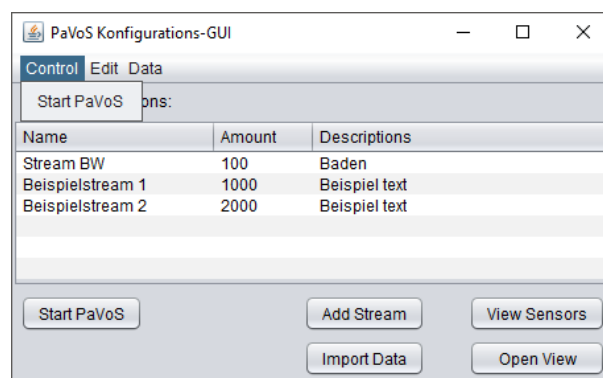 PaVoS Konfigurations-GUI
Control Edit Data
Start PaVoS ons:
Name Amount Descriptions
Stream BW 100 Baden
Beispielstream 1 1000 Beispiel text
Beispielstream 2 2000 Beispiel text
Start PaVoS Add Stream View Sensors
Import Data Open View